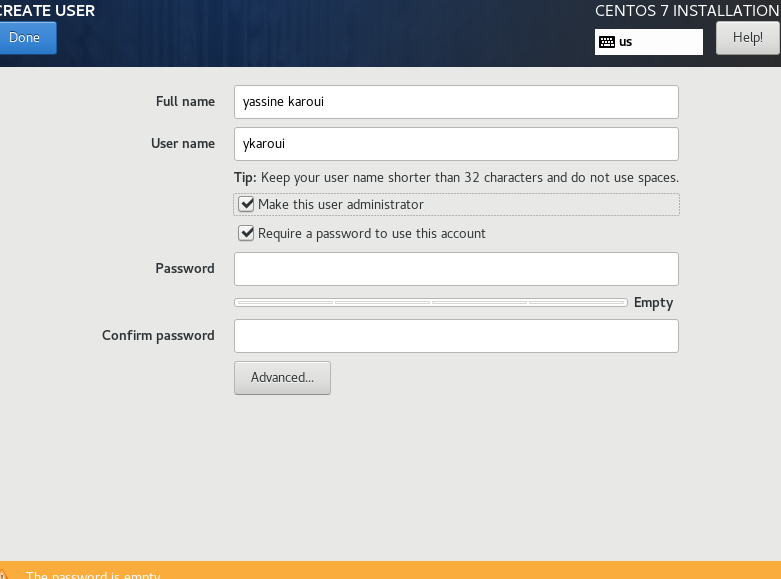 CREATE USER
CENTOS 7 INSTALLATION
Done
us
Help!
Full name
yassine karoui
User name
ykaroui
Tip: Keep your user name shorter than 32 characters and do not use spaces.
Make this user administrator
Require a password to use this account
Password
Empty
Confirm password
Advanced...
The password is empty